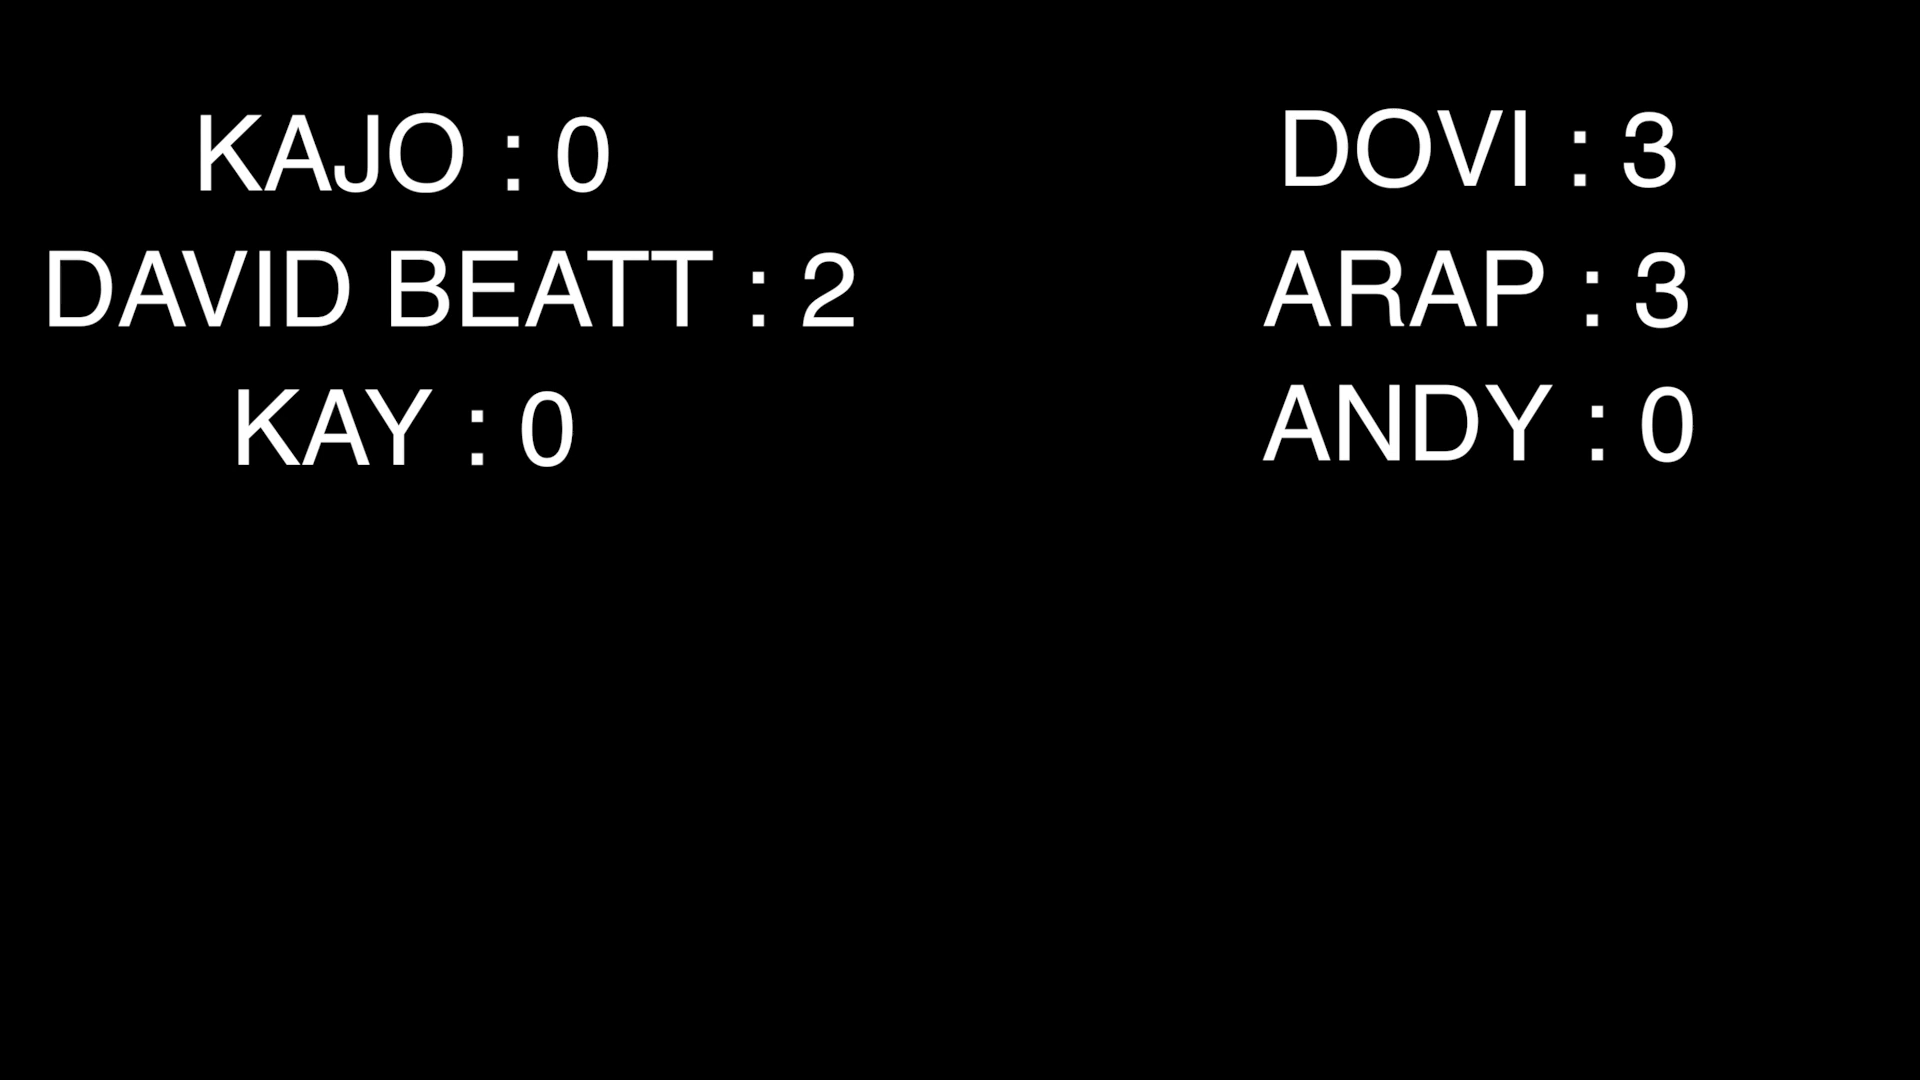 KAJO : 0
DAVID BEATT : 2
KAY : 0
DOVI : 3
ARAP : 3
ANDY : 0